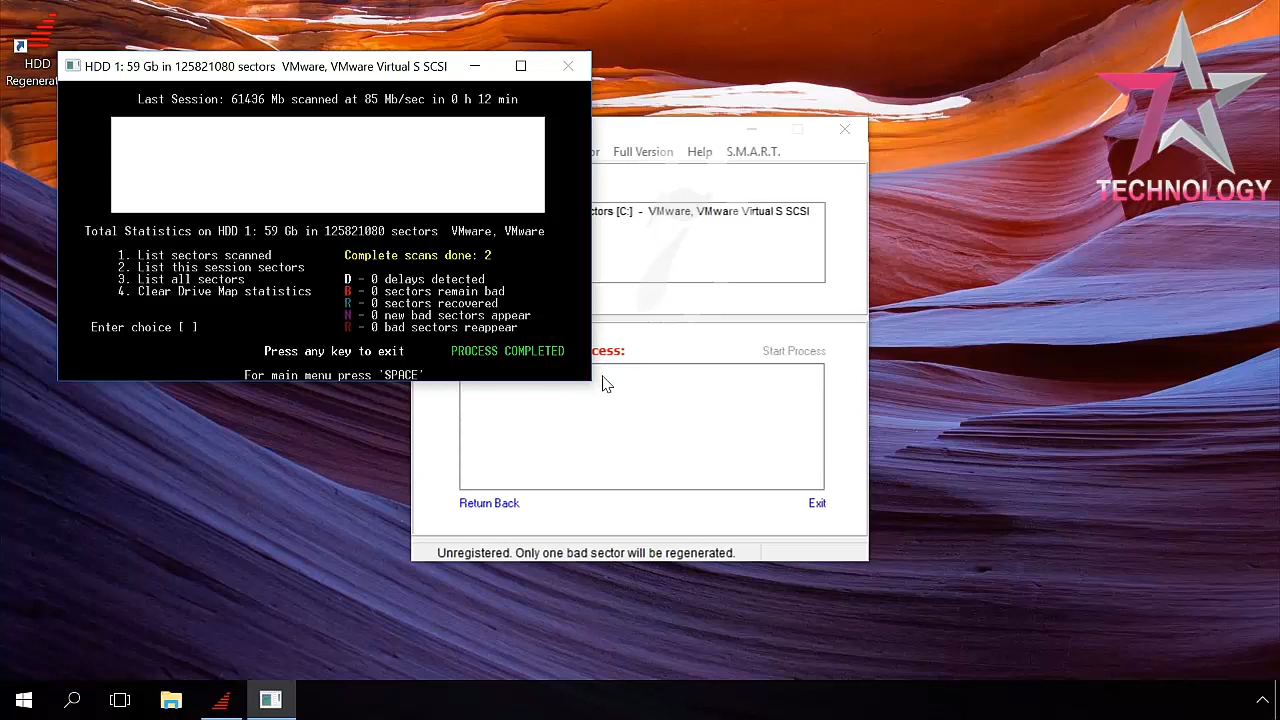 HDD
Regenerat
HDD 1: 59 Gb in 125821080 sectors VMware, VMware Virtual S SCSI
Last Session: 61436 Mb scanned at 85 Mb/sec in 0 h 12 min
Total Statistics on HDD 1: 59 Gb in 125821080 sectors VMware, VMware
1. List sectors scanned
2. List this session sectors
3. List all sectors
4. Clear Drive Map statistics
Complete scans done: 2
D - 0 delays detected
B - 0 sectors remain bad
R - 0 sectors recovered
N - 0 new bad sectors appear
R - 0 bad sectors reappear
Enter choice [ ]
Press any key to exit
PROCESS COMPLETED
For main menu press 'SPACE'
or Full Version Help S.M.A.R.T.
ctors [C:] - VMware, VMware Virtual S SCSI
cess:
Start Process
Return Back
Exit
Unregistered. Only one bad sector will be regenerated.
7
TECHNOLOGY